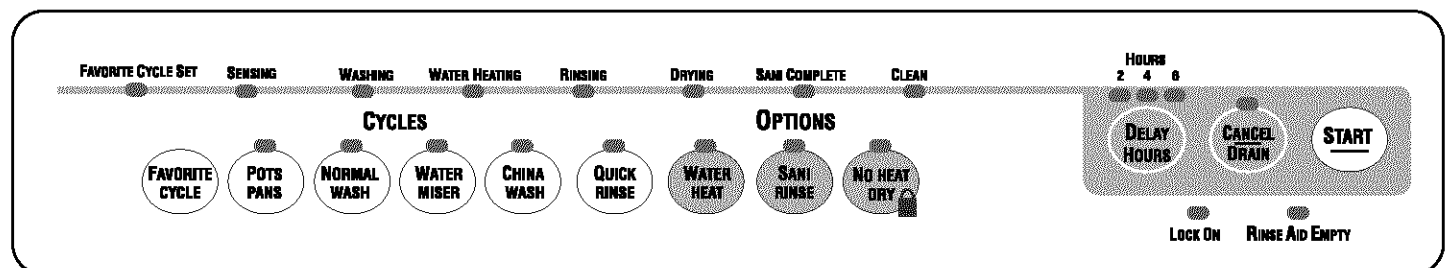 HOURS
FAVORITE CYCLE SET SENSING WASHING WATER HEATING RINSING DRYING SANI COMPLETE CLEAN 2 4 6
CYCLES OPTIONS
FAVORITE CYCLE
POTS PANS
NORMAL WASH
WATER MISER
CHINA WASH
QUICK RINSE
WATER HEAT
SANI RINSE
NO HEAT DRY
DELAY HOURS
CANCEL DRAIN
START
LOCK ON RINSE AID EMPTY